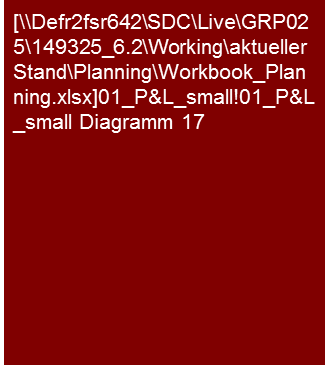 [\\Defr2fsr642\SDC\Live\GRP02
5\149325_6.2\Working\aktueller
Stand\Planning\Workbook_Plan
ning.xlsx]01_P&L_small!01_P&L
_small Diagramm 17